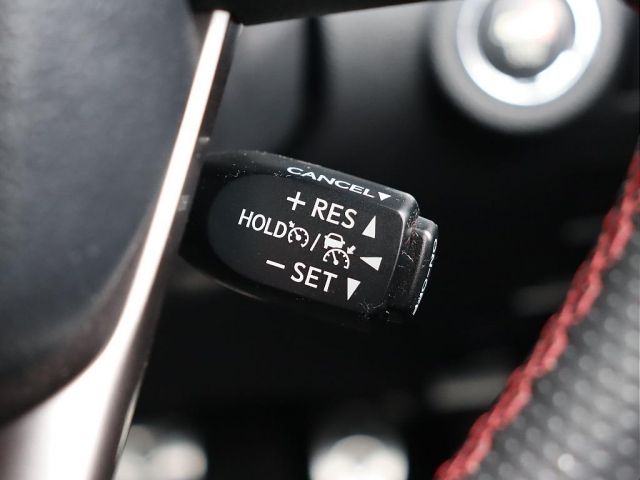 CANCEL▼
+ RES ▲
HOLD / ◀
− SET ▼